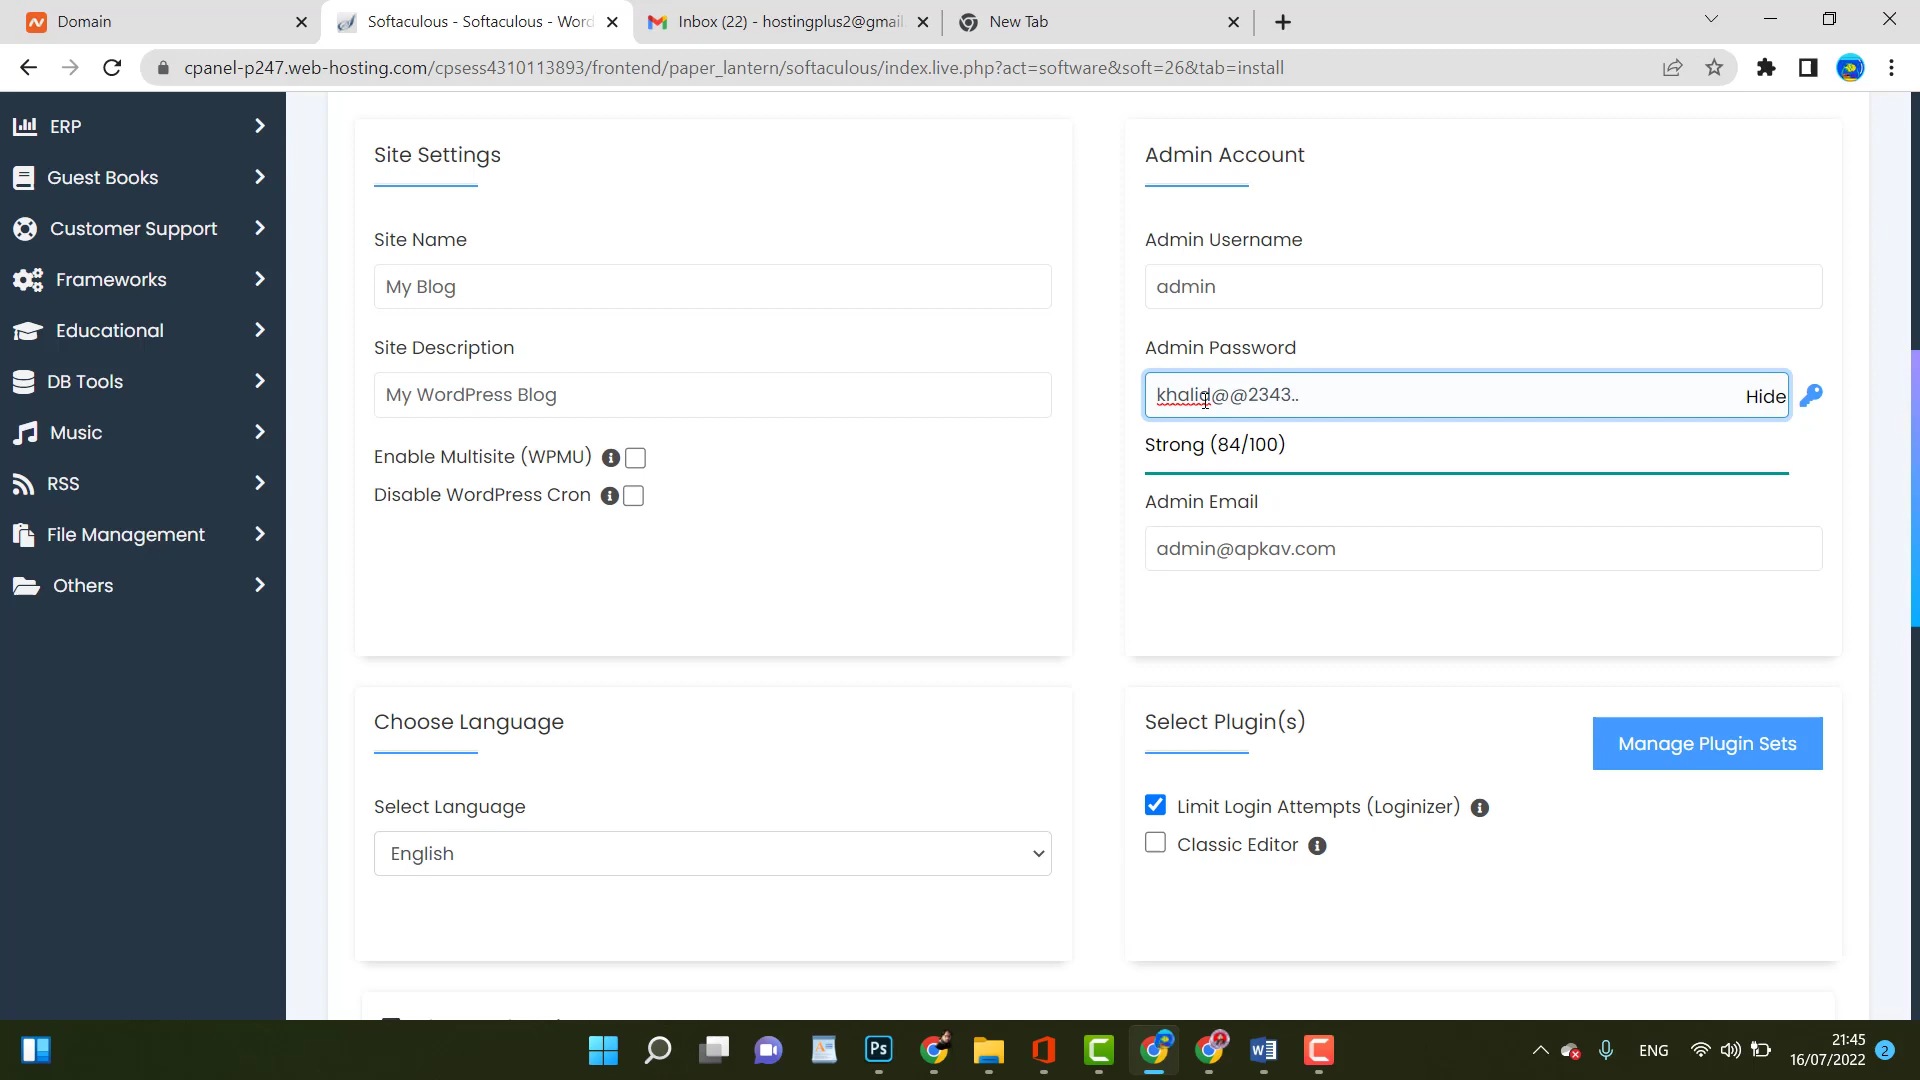 Domain
Softaculous - Softaculous - Word
Inbox (22) - hostingplus2@gmail
New Tab
cpanel-p247.web-hosting.com/cpsess4310113893/frontend/paper_lantern/softaculous/index.live.php?act=software&soft=26&tab=install
ERP
Guest Books
Customer Support
Frameworks
Educational
DB Tools
Music
RSS
File Management
Others
Site Settings
Site Name
My Blog
Site Description
My WordPress Blog
Enable Multisite (WPMU)
Disable WordPress Cron
Admin Account
Admin Username
admin
Admin Password
khalid@@2343..
Hide
Strong (84/100)
Admin Email
admin@apkav.com
Choose Language
Select Language
English
Select Plugin(s)
Manage Plugin Sets
Limit Login Attempts (Loginizer)
Classic Editor
Ps
ENG
21:45
16/07/2022
2